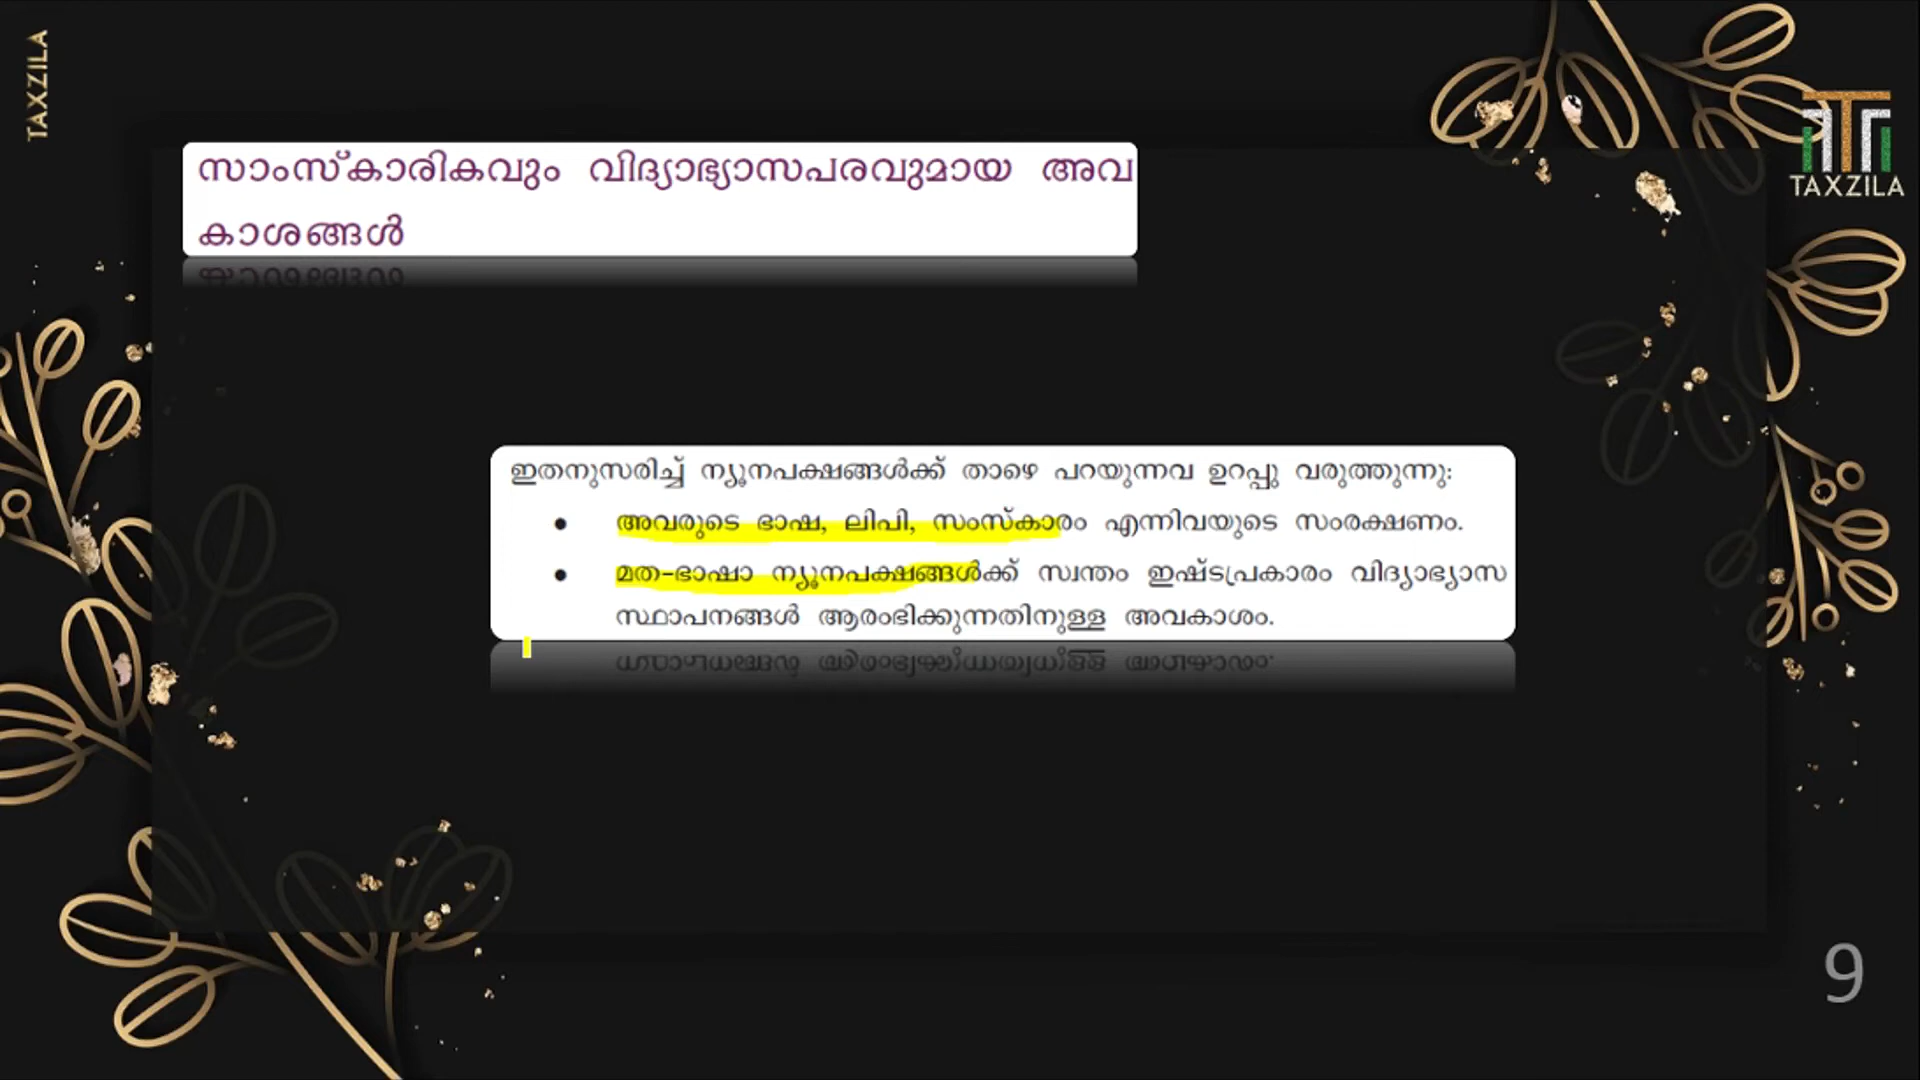 TAXZILA
TAXZILA
സാംസ്കാരികവും വിദ്യാഭ്യാസപരവുമായ അവ
കാശങ്ങൾ
ഇതനുസരിച്ച് ന്യൂനപക്ഷങ്ങൾക്ക് താഴെ പറയുന്നവ ഉറപ്പു വരുത്തുന്നു:
● അവരുടെ ഭാഷ, ലിപി, സംസ്കാരം എന്നിവയുടെ സംരക്ഷണം.
● മത-ഭാഷാ ന്യൂനപക്ഷങ്ങൾക്ക് സ്വന്തം ഇഷ്ടപ്രകാരം വിദ്യാഭ്യാസ
സ്ഥാപനങ്ങൾ ആരംഭിക്കുന്നതിനുള്ള അവകാശം.
9